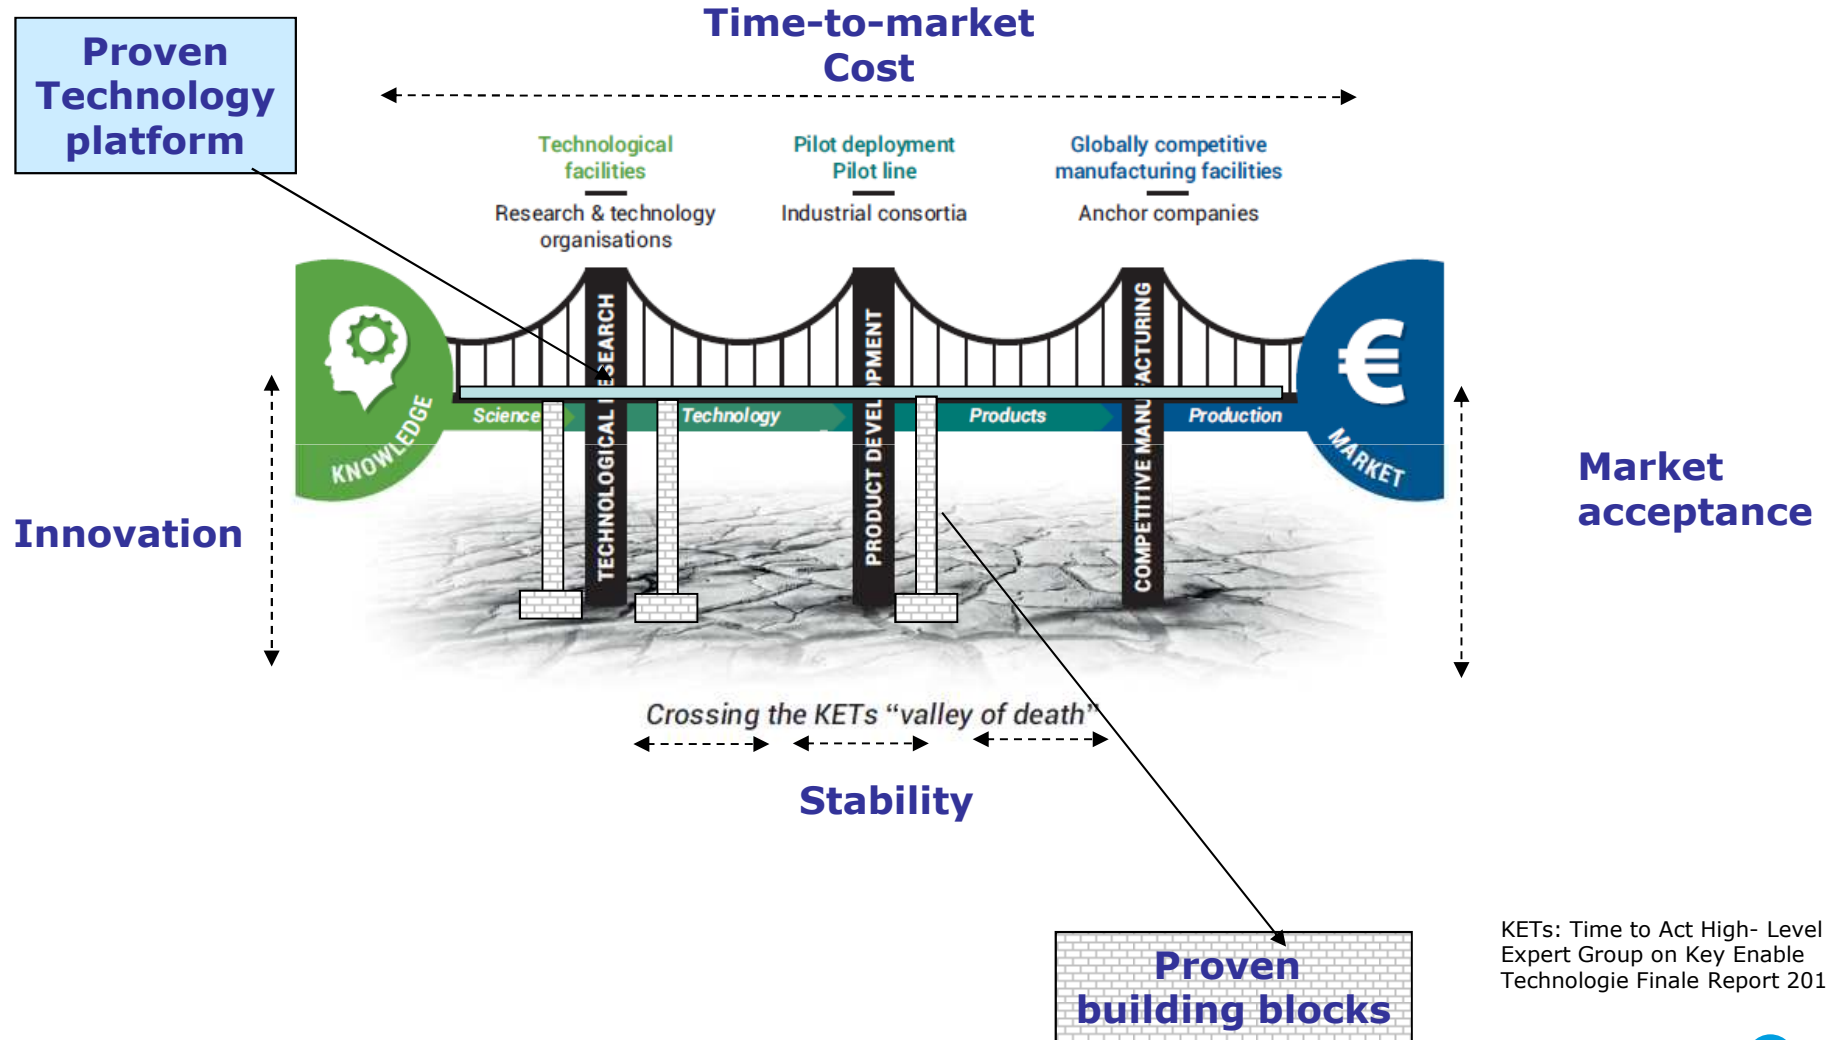 Proven
Technology
platform
Time-to-market
Cost
Technological
facilities
Research & technology
organisations
Pilot deployment
Pilot line
Industrial consortia
Globally competitive
manufacturing facilities
Anchor companies
KNOWLEDGE
Science
TECHNOLOGICAL RESEARCH
Technology
PRODUCT DEVELOPMENT
Products
COMPETITIVE MANUFACTURING
Production
€
MARKET
Innovation
Market
acceptance
Crossing the KETs “valley of death”
Stability
Proven
building blocks
KETs: Time to Act High- Level
Expert Group on Key Enable
Technologie Finale Report 201